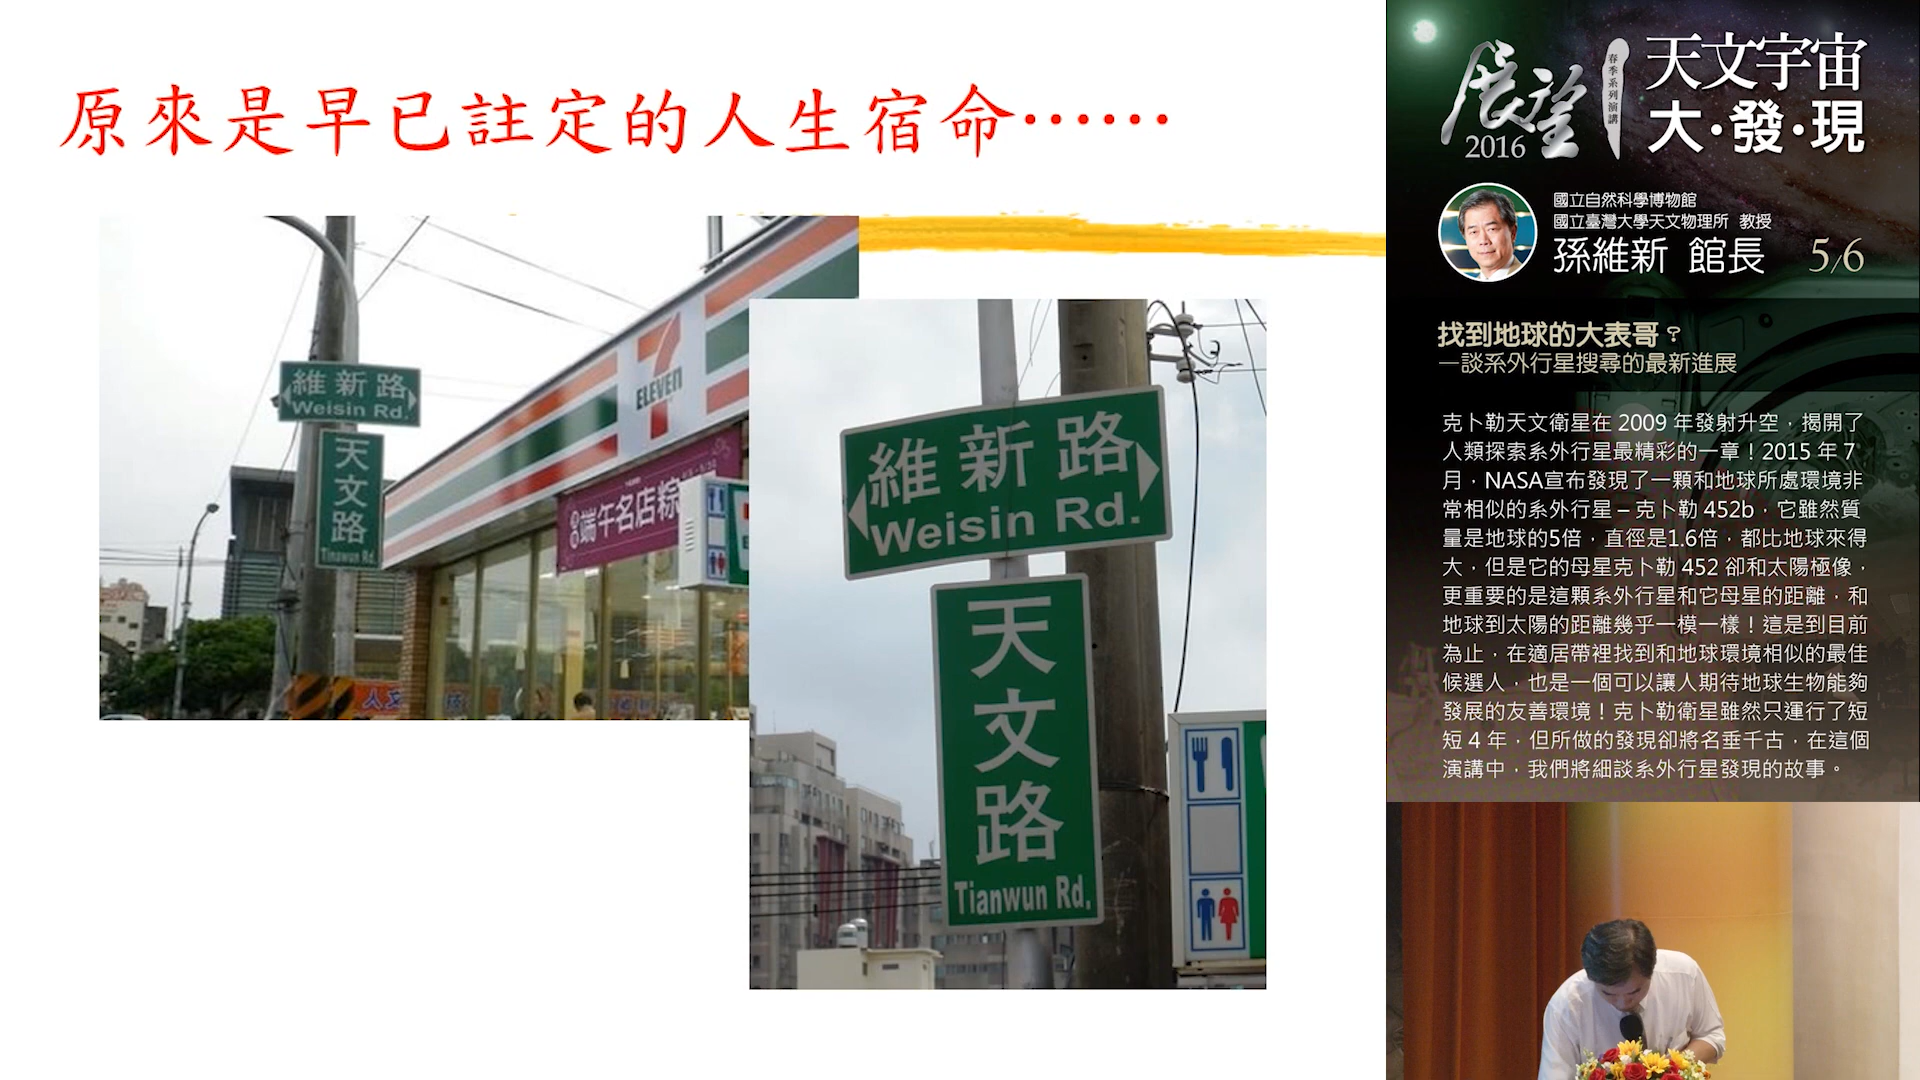 原來是早已註定的人生宿命⋯⋯
維新路
Weisin Rd.
天文路
Tianwun Rd.
7
ELEVEN
端午名店粽
人文
維新路
Weisin Rd.
天文路
Tianwun Rd.
展望
2016
春季系列演講
天文宇宙
大·發·現
國立自然科學博物館
國立臺灣大學天文物理所 教授
孫維新 館長
5/6
找到地球的大表哥？
—談系外行星搜尋的最新進展
克卜勒天文衛星在 2009 年發射升空，揭開了
人類探索系外行星最精彩的一章！2015 年 7
月，NASA宣布發現了一顆和地球所處環境非
常相似的系外行星 – 克卜勒 452b，它雖然質
量是地球的5倍，直徑是1.6倍，都比地球來得
大，但是它的母星克卜勒 452 卻和太陽極像，
更重要的是這顆系外行星和它母星的距離，和
地球到太陽的距離幾乎一模一樣！這是到目前
為止，在適居帶裡找到和地球環境相似的最佳
候選人，也是一個可以讓人期待地球生物能夠
發展的友善環境！克卜勒衛星雖然只運行了短
短 4 年，但所做的發現卻將名垂千古，在這個
演講中，我們將細談系外行星發現的故事。